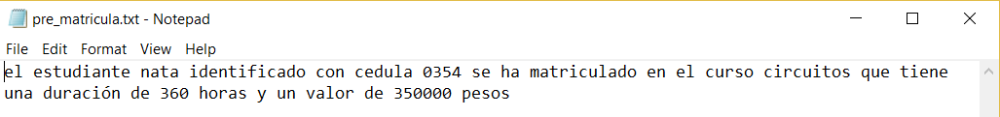 pre_matricula.txt - Notepad
File Edit Format View Help
el estudiante nata identificado con cedula 0354 se ha matriculado en el curso circuitos que tiene
una duración de 360 horas y un valor de 350000 pesos